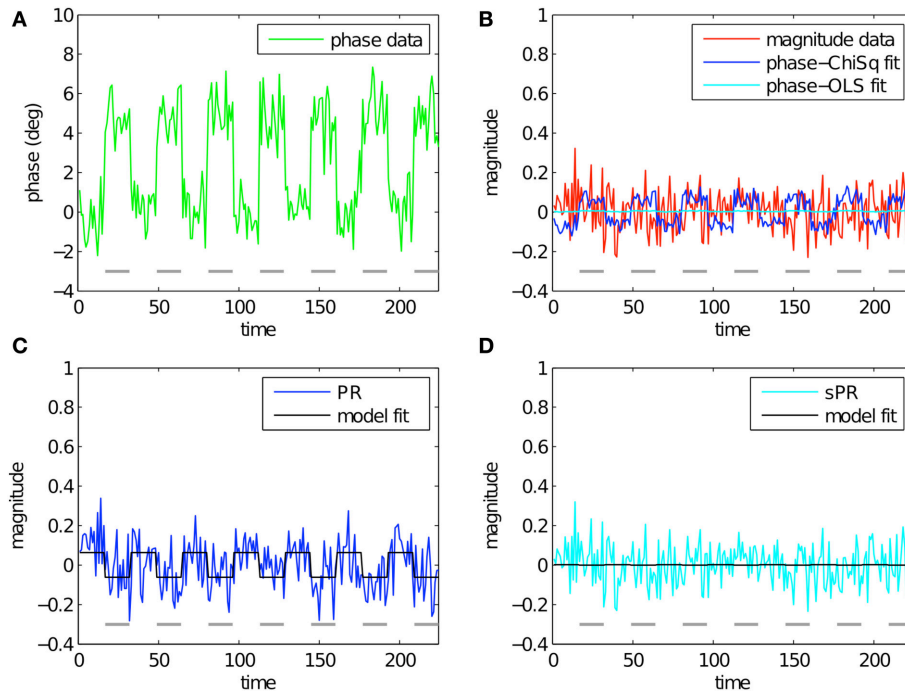 A
10
8
6
4
2
0
−2
−4
phase (deg)
phase data
0
50
100
150
200
time
B
1
0.8
0.6
0.4
0.2
0
−0.2
−0.4
magnitude
magnitude data
phase−ChiSq fit
phase−OLS fit
0
50
100
150
200
time
C
1
0.8
0.6
0.4
0.2
0
−0.2
−0.4
magnitude
PR
model fit
0
50
100
150
200
time
D
1
0.8
0.6
0.4
0.2
0
−0.2
−0.4
magnitude
sPR
model fit
0
50
100
150
200
time